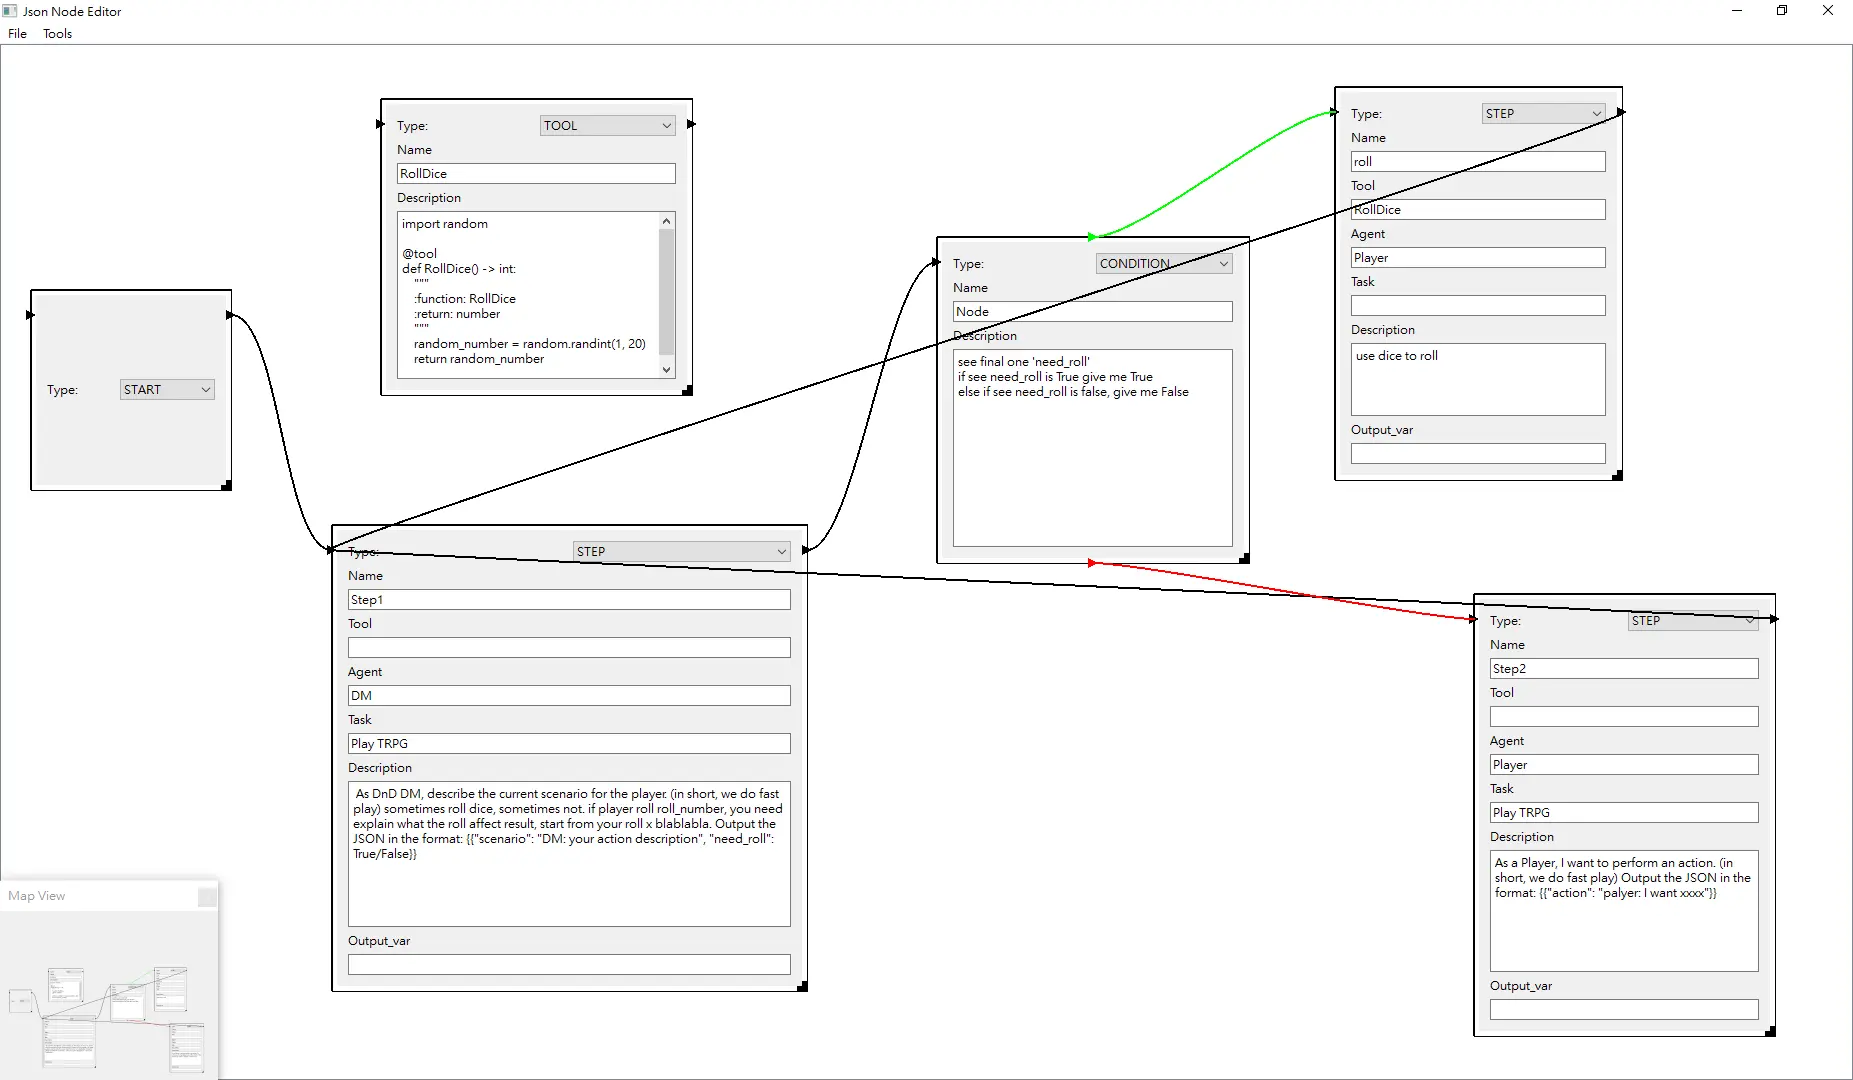 Json Node Editor
File Tools
Type: TOOL
Name
RollDice
Description
import random
@tool
def RollDice() -> int:
"""
:function: RollDice
:return: number
"""
random_number = random.randint(1, 20)
return random_number
Type: START
Type: STEP
Name
Step1
Tool
Agent
DM
Task
Play TRPG
Description
As DnD DM, describe the current scenario for the player. (in short, we do fast
play) sometimes roll dice, sometimes not. if player roll roll_number, you need
explain what the roll affect result, start from your roll x blablabla. Output the
JSON in the format: {{"scenario": "DM: your action description", "need_roll":
True/False}}
Output_var
Type: CONDITION
Name
Node
Description
see final one 'need_roll'
if see need_roll is True give me True
else if see need_roll is false, give me False
Type: STEP
Name
roll
Tool
RollDice
Agent
Player
Task
Description
use dice to roll
Output_var
Type: STEP
Name
Step2
Tool
Agent
Player
Task
Play TRPG
Description
As a Player, I want to perform an action. (in
short, we do fast play) Output the JSON in the
format: {{"action": "palyer: I want xxxx"}}
Output_var
Map View